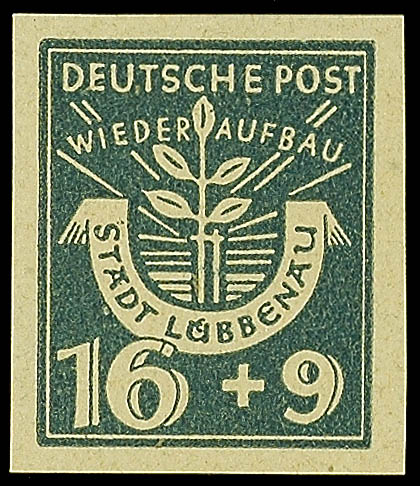 DEUTSCHE POST
WIEDERAUFBAU
STADT LÜBBENAU
16 + 9